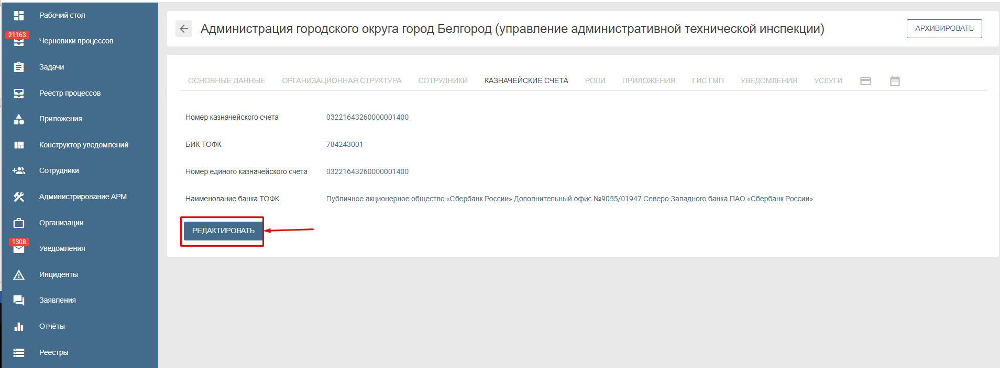 Рабочий стол
21163
Черновики процессов
Задачи
Реестр процессов
Приложения
Конструктор уведомлений
Сотрудники
Администрирование АРМ
Организации
1308
Уведомления
Инциденты
Заявления
Отчёты
Реестры
Администрация городского округа город Белгород (управление административной технической инспекции)
АРХИВИРОВАТЬ
ОСНОВНЫЕ ДАННЫЕ ОРГАНИЗАЦИОННАЯ СТРУКТУРА СОТРУДНИКИ КАЗНАЧЕЙСКИЕ СЧЕТА РОЛИ ПРИЛОЖЕНИЯ ГИС ГМП УВЕДОМЛЕНИЯ УСЛУГИ
Номер казначейского счета 03221643260000001400
БИК ТОФК 784243001
Номер единого казначейского счета 03221643260000001400
Наименование банка ТОФК Публичное акционерное общество «Сбербанк России» Дополнительный офис №9055/01947 Северо-Западного банка ПАО «Сбербанк России»
РЕДАКТИРОВАТЬ